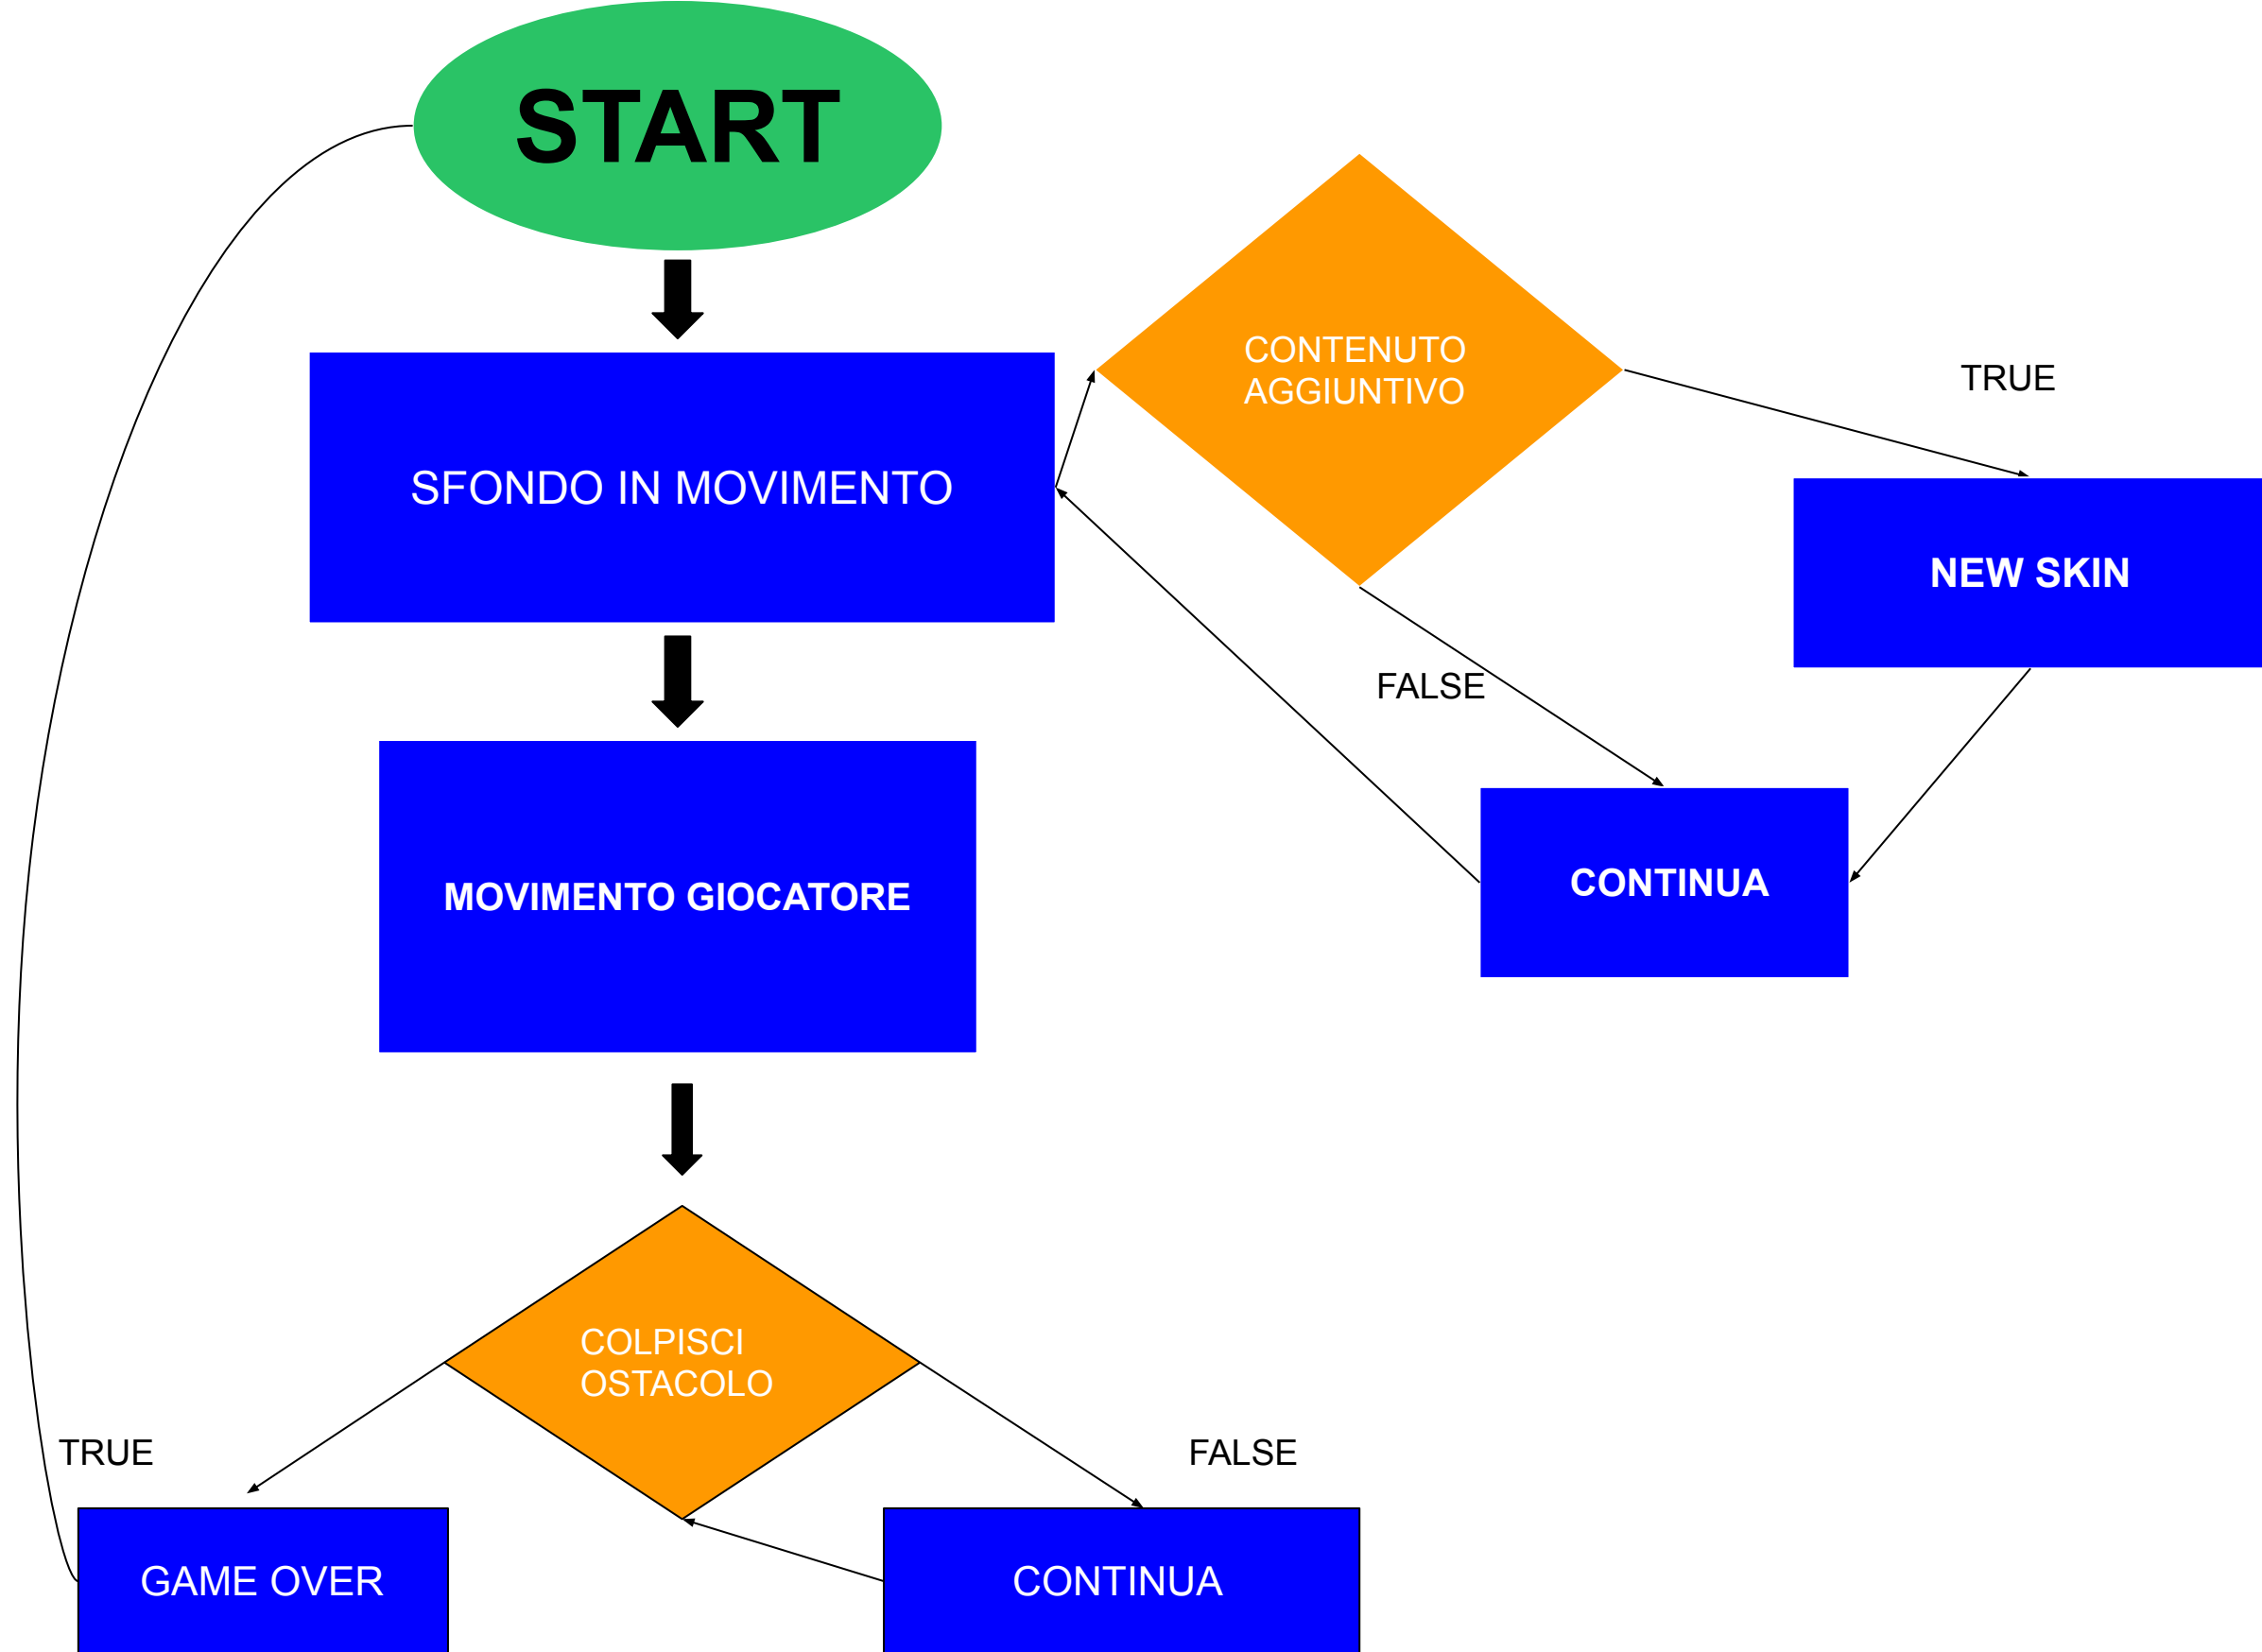 START
SFONDO IN MOVIMENTO
CONTENUTO
AGGIUNTIVO
TRUE
NEW SKIN
FALSE
CONTINUA
MOVIMENTO GIOCATORE
COLPISCI
OSTACOLO
TRUE
FALSE
GAME OVER
CONTINUA